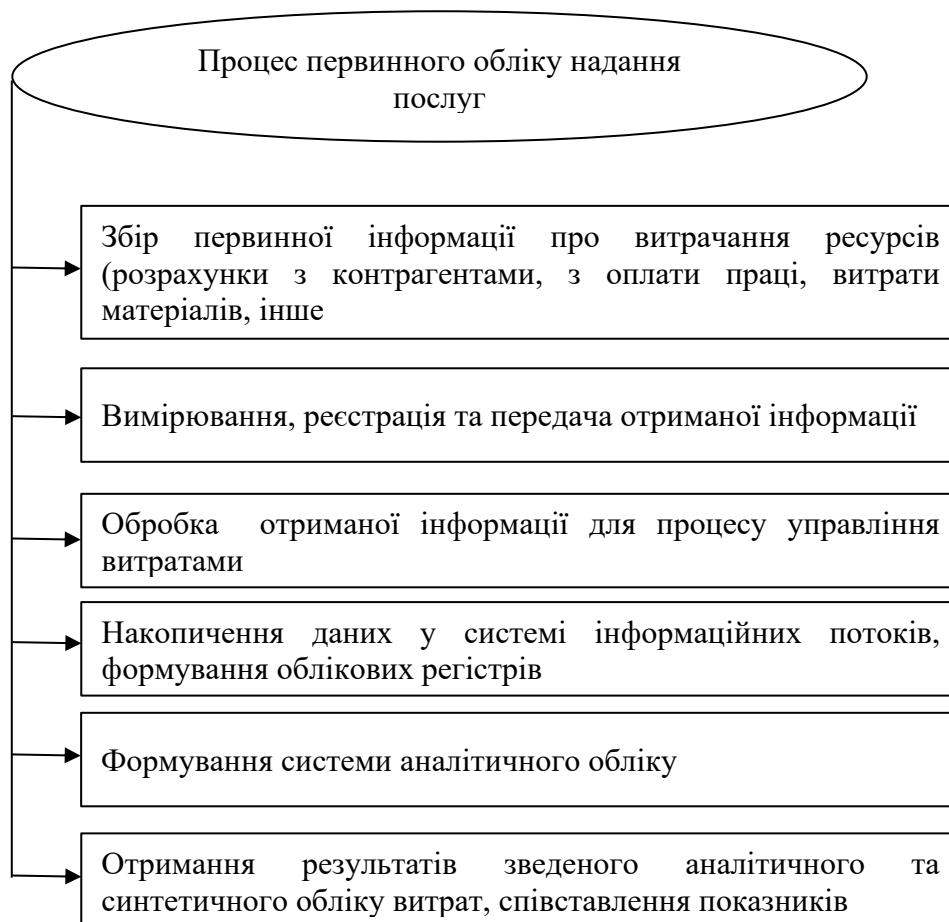 Процес первинного обліку надання
послуг
Збір первинної інформації про витрачання ресурсів
(розрахунки з контрагентами, з оплати праці, витрати
матеріалів, інше
Вимірювання, реєстрація та передача отриманої інформації
Обробка отриманої інформації для процесу управління
витратами
Накопичення даних у системі інформаційних потоків,
формування облікових регістрів
Формування системи аналітичного обліку
Отримання результатів зведеного аналітичного та
синтетичного обліку витрат, співставлення показників